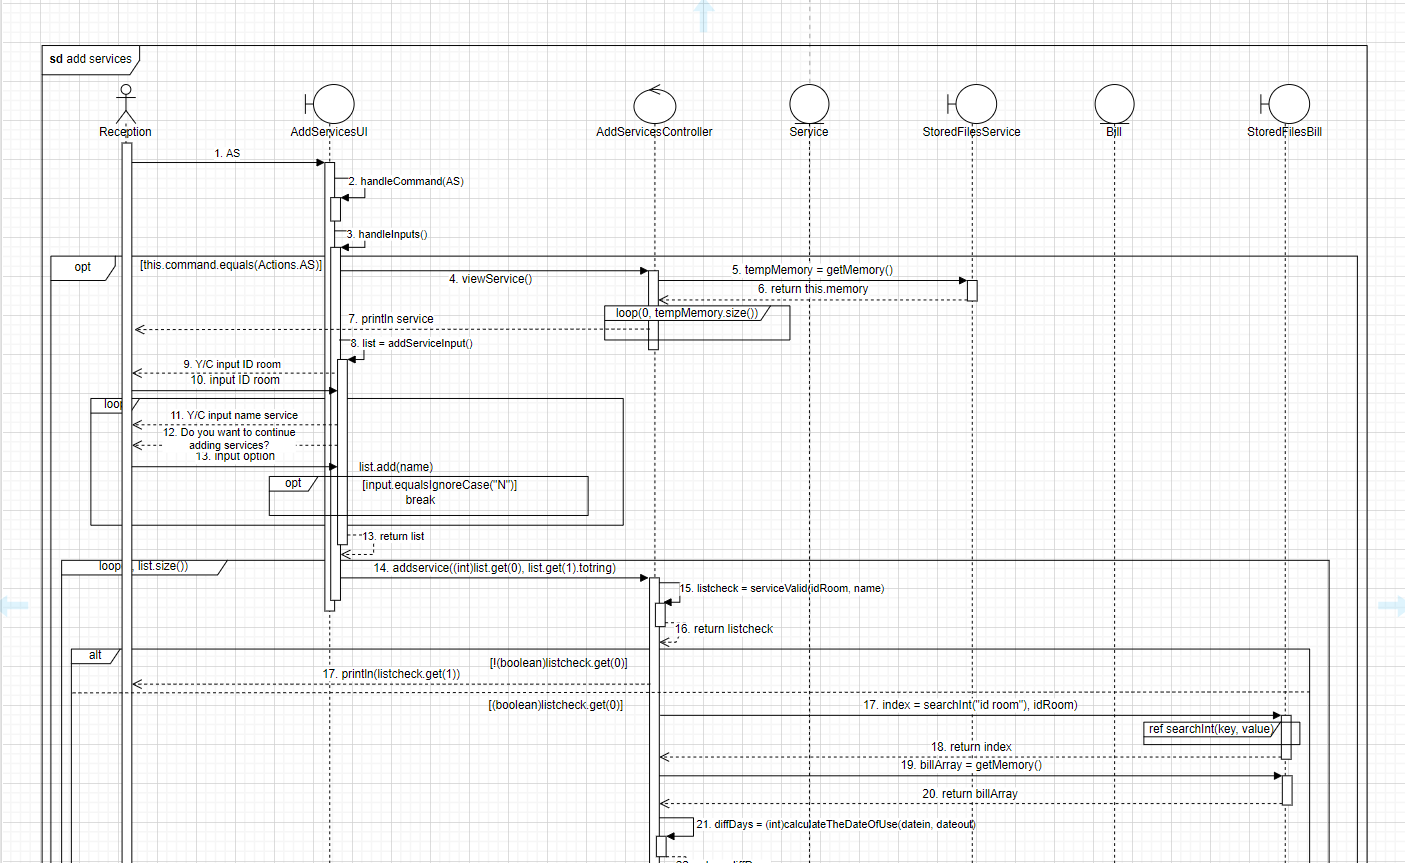 sd add services
Reception
AddServicesUI
AddServicesController
Service
StoredFilesService
Bill
StoredFilesBill
1. AS
2. handleCommand(AS)
3. handleInputs()
opt
[this.command.equals(Actions.AS)]
4. viewService()
5. tempMemory = getMemory()
6. return this.memory
loop(0, tempMemory.size())
7. println service
8. list = addServiceInput()
9. Y/C input ID room
10. input ID room
loop
11. Y/C input name service
12. Do you want to continue
adding services?
13. input option
list.add(name)
opt
[input.equalsIgnoreCase("N")]
break
13. return list
loop
, list.size())
14. addservice((int)list.get(0), list.get(1).totring)
15. listcheck = serviceValid(idRoom, name)
16. return listcheck
alt
[!(boolean)listcheck.get(0)]
17. println(listcheck.get(1))
[(boolean)listcheck.get(0)]
17. index = searchInt("id room"), idRoom)
ref searchInt(key, value)
18. return index
19. billArray = getMemory()
20. return billArray
21. diffDays = (int)calculateTheDateOfUse(datein, dateout)